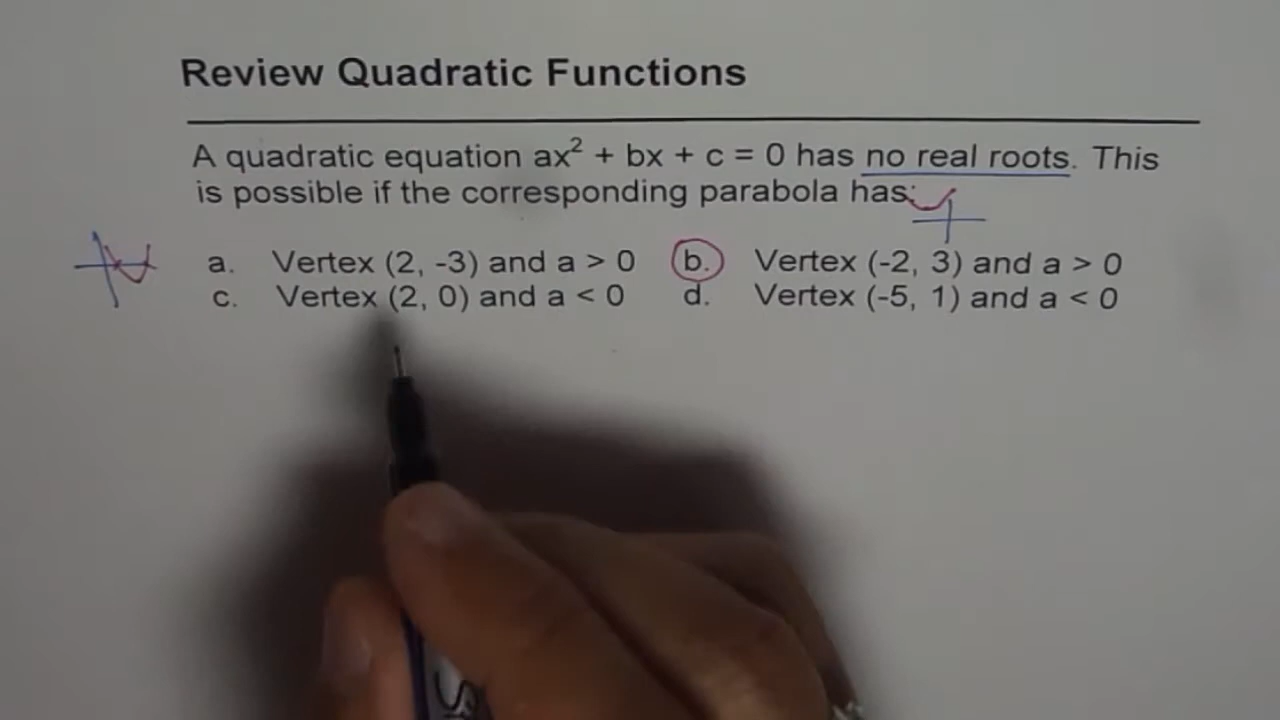 Review Quadratic Functions
A quadratic equation ax² + bx + c = 0 has no real roots. This
is possible if the corresponding parabola has:
a. Vertex (2, -3) and a > 0 b. Vertex (-2, 3) and a > 0
c. Vertex (2, 0) and a < 0 d. Vertex (-5, 1) and a < 0